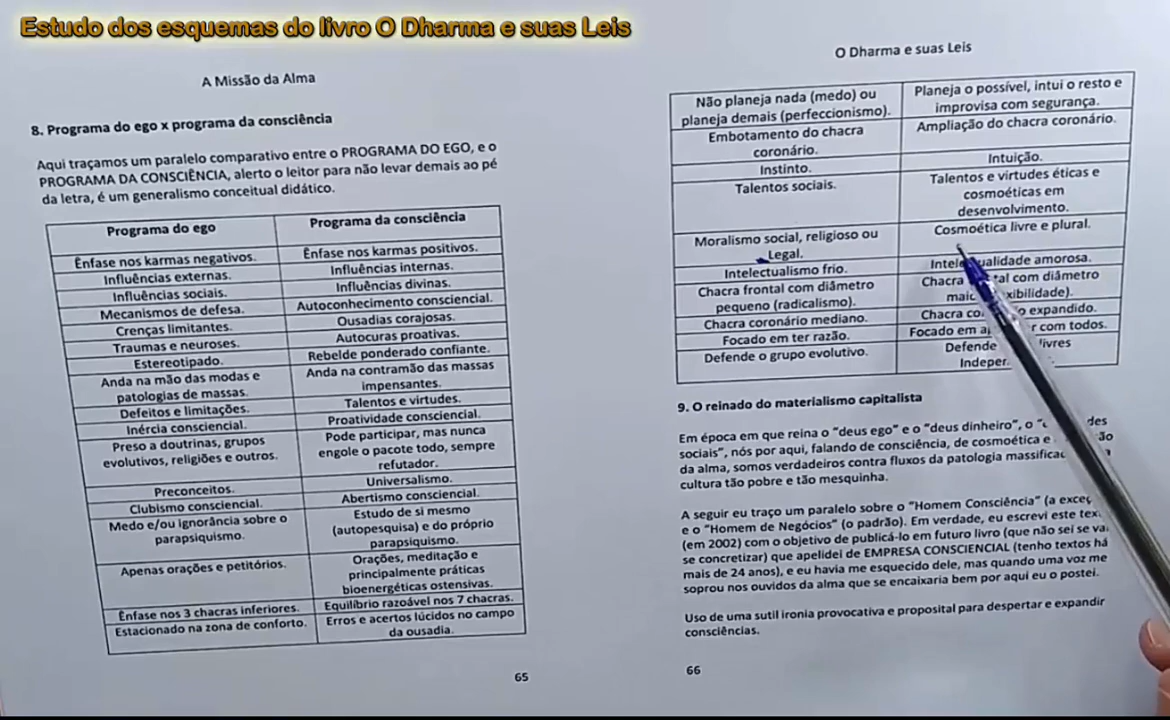 Estudo dos esquemas do livro O Dharma e suas Leis
A Missão da Alma
8. Programa do ego x programa da consciência
Aqui traçamos um paralelo comparativo entre o PROGRAMA DO EGO, e o
PROGRAMA DA CONSCIÊNCIA, alerto o leitor para não levar demais ao pé
da letra, é um generalismo conceitual didático.
Programa do ego
Programa da consciência
Ênfase nos karmas negativos.
Ênfase nos karmas positivos.
Influências externas.
Influências internas.
Influências sociais.
Influências divinas.
Mecanismos de defesa.
Autoconhecimento consciencial.
Crenças limitantes.
Ousadias corajosas.
Traumas e neuroses.
Autocuras proativas.
Estereotipado.
Rebelde ponderado confiante.
Anda na mão das modas e
patologias de massas.
Anda na contramão das massas
impensantes.
Defeitos e limitações.
Talentos e virtudes.
Inércia consciencial.
Proatividade consciencial.
Preso a doutrinas, grupos
evolutivos, religiões e outros.
Pode participar, mas nunca
engole o pacote todo, sempre
refutador.
Preconceitos.
Universalismo.
Clubismo consciencial.
Abertismo consciencial.
Medo e/ou ignorância sobre o
parapsiquismo.
Estudo de si mesmo
(autopesquisa) e do próprio
parapsiquismo.
Apenas orações e petitórios.
Orações, meditação e
principalmente práticas
bioenergéticas ostensivas.
Ênfase nos 3 chacras inferiores.
Equilíbrio razoável nos 7 chacras.
Estacionado na zona de conforto.
Erros e acertos lúcidos no campo
da ousadia.
65
O Dharma e suas Leis
Não planeja nada (medo) ou
planeja demais (perfeccionismo).
Planeja o possível, intui o resto e
improvisa com segurança.
Embotamento do chacra
coronário.
Ampliação do chacra coronário.
Instinto.
Intuição.
Talentos sociais.
Talentos e virtudes éticas e
cosmoéticas em
desenvolvimento.
Moralismo social, religioso ou
Legal.
Cosmoética livre e plural.
Intelectualismo frio.
amorosa.
Chacra frontal com diâmetro
pequeno (radicalismo).
Chacra com diâmetro
Chacra coronário mediano.
Chacra expandido.
Focado em ter razão.
Focado em com todos.
Defende o grupo evolutivo.
Defende
9. O reinado do materialismo capitalista
Em época em que reina o "deus ego" e o "deus dinheiro", o
sociais", nós por aqui, falando de consciência, de cosmoética e
da alma, somos verdadeiros contra fluxos da patologia
cultura tão pobre e tão mesquinha.
A seguir eu traço um paralelo sobre o "Homem Consciência" (a
e o "Homem de Negócios" (o padrão). Em verdade, eu escrevi este
(em 2002) com o objetivo de publicá-lo em futuro livro (que não sei se
se concretizar) que apelidei de EMPRESA CONSCIENCIAL (tenho textos há
mais de 24 anos), e eu havia me esquecido dele, mas quando uma voz me
soprou nos ouvidos da alma que se encaixaria bem por aqui eu o postei.
Uso de uma sutil ironia provocativa e proposital para despertar e expandir
consciências.
66